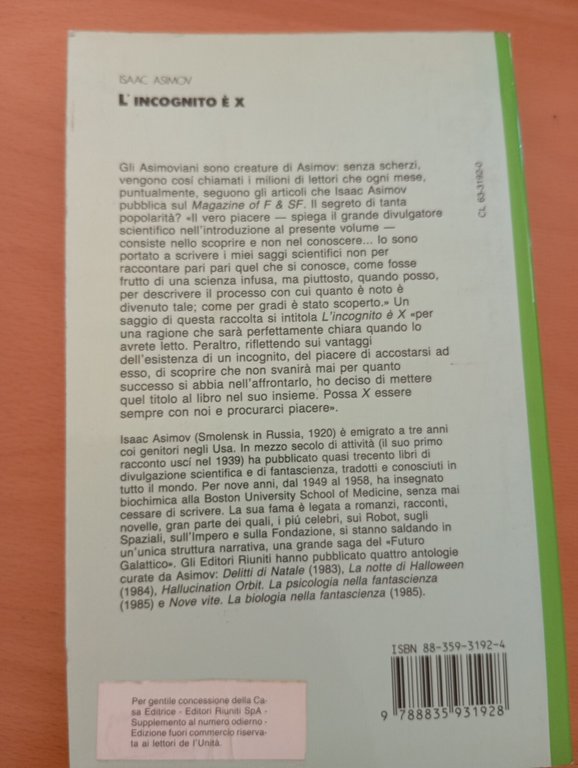 ISAAC ASIMOV
L'INCOGNITO È X
Gli Asimoviani sono creature di Asimov: senza scherzi,
vengono cosí chiamati i milioni di lettori che ogni mese,
puntualmente, seguono gli articoli che Isaac Asimov
pubblica sul Magazine of F & SF. Il segreto di tanta
popolarità? «Il vero piacere — spiega il grande divulgatore
scientifico nell'introduzione al presente volume —
consiste nello scoprire e non nel conoscere... Io sono
portato a scrivere i miei saggi scientifici non per
raccontare pari pari quel che si conosce, come fosse
frutto di una scienza infusa, ma piuttosto, quando posso,
per descrivere il processo con cui quanto è noto è
divenuto tale; come per gradi è stato scoperto.» Un
saggio di questa raccolta si intitola L'incognito è X «per
una ragione che sarà perfettamente chiara quando lo
avrete letto. Peraltro, riflettendo sui vantaggi
dell'esistenza di un incognito, del piacere di accostarsi ad
esso, di scoprire che non svanirà mai per quanto
successo si abbia nell'affrontarlo, ho deciso di mettere
quel titolo al libro nel suo insieme. Possa X essere
sempre con noi e procurarci piacere».
Isaac Asimov (Smolensk in Russia, 1920) è emigrato a tre anni
coi genitori negli Usa. In mezzo secolo di attività (il suo primo
racconto uscí nel 1939) ha pubblicato quasi trecento libri di
divulgazione scientifica e di fantascienza, tradotti e conosciuti in
tutto il mondo. Per nove anni, dal 1949 al 1958, ha insegnato
biochimica alla Boston University School of Medicine, senza mai
cessare di scrivere. La sua fama è legata a romanzi, racconti,
novelle, gran parte dei quali, i piú celebri, sui Robot, sugli
Spaziali, sull'Impero e sulla Fondazione, si stanno saldando in
un'unica struttura narrativa, una grande saga del «Futuro
Galattico». Gli Editori Riuniti hanno pubblicato quattro antologie
curate da Asimov: Delitti di Natale (1983), La notte di Halloween
(1984), Hallucination Orbit. La psicologia nella fantascienza
(1985) e Nove vite. La biologia nella fantascienza (1985).
CL 63-3192-0
ISBN 88-359-3192-4
9 788835 931928
Per gentile concessione della Ca-
sa Editrice - Editori Riuniti SpA -
Supplemento al numero odierno -
Edizione fuori commercio riserva-
ta ai lettori de l'Unità.